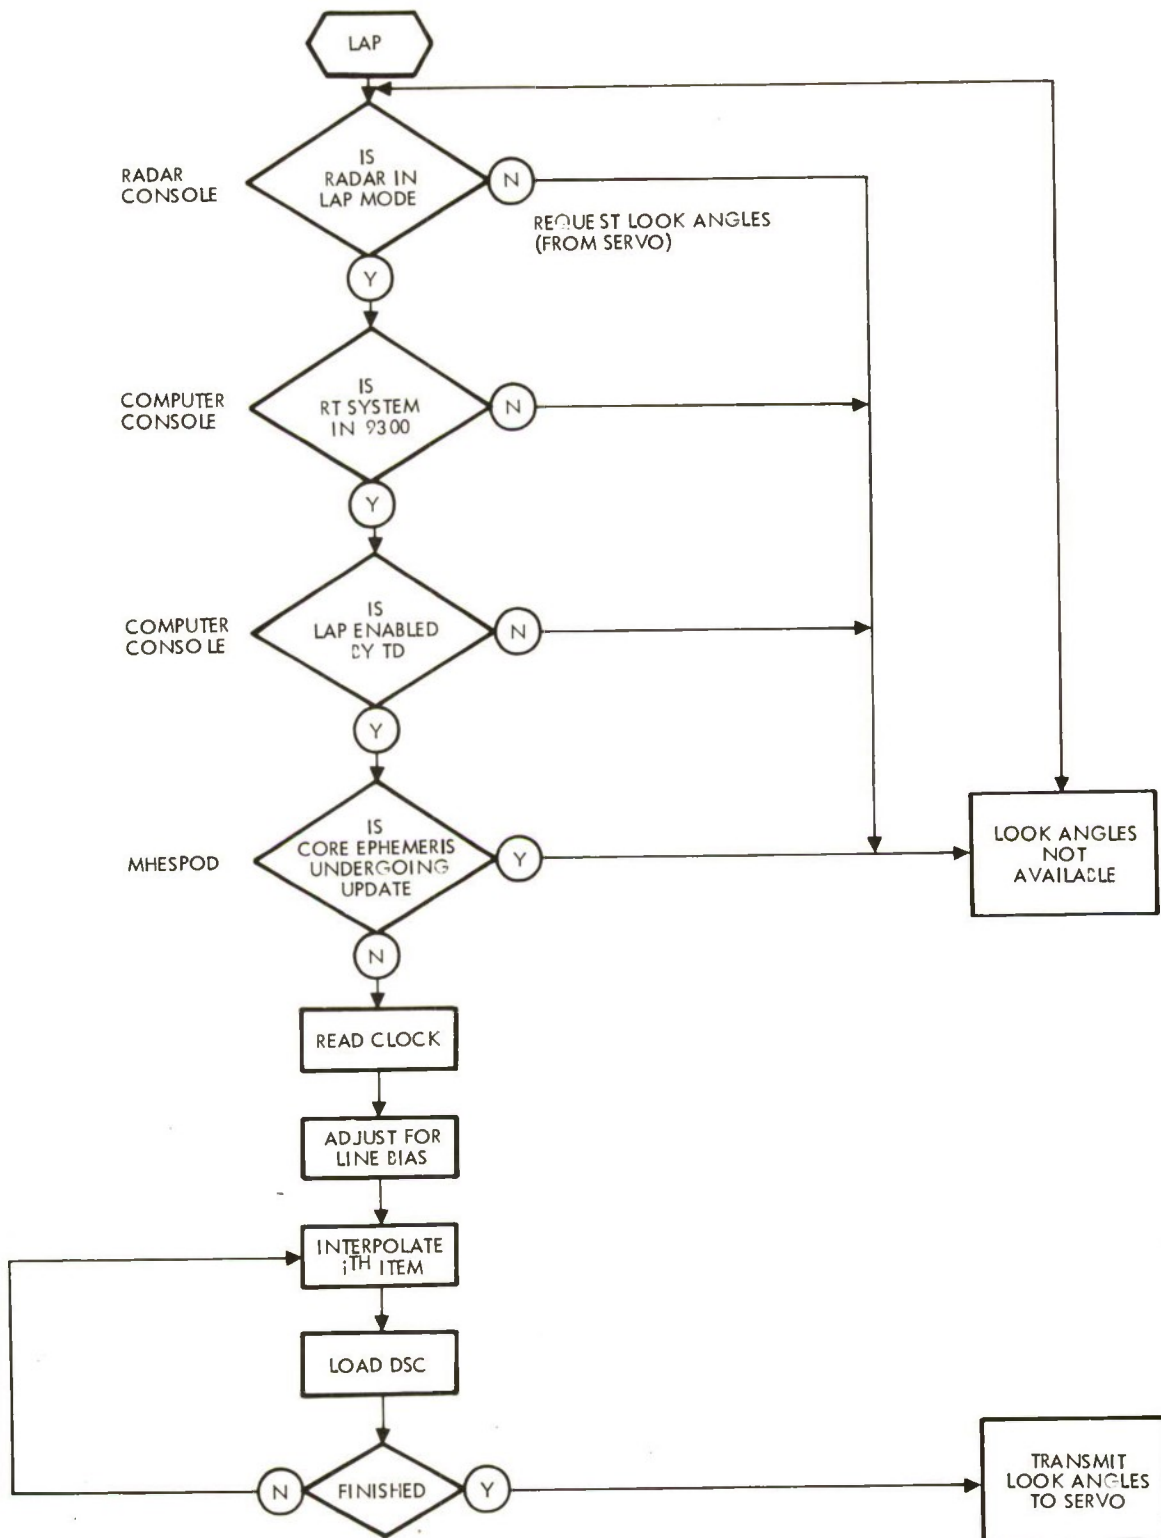 LAP
IS
RADAR IN
LAP MODE
RADAR
CONSOLE
N
REQUEST LOOK ANGLES
(FROM SERVO)
Y
IS
RT SYSTEM
IN 9300
COMPUTER
CONSOLE
N
Y
IS
LAP ENABLED
BY TD
COMPUTER
CONSOLE
N
Y
IS
CORE EPHEMERIS
UNDERGOING
UPDATE
MHESPOD
Y
LOOK ANGLES
NOT
AVAILABLE
N
READ CLOCK
ADJUST FOR
LINE BIAS
INTERPOLATE
iTH ITEM
LOAD DSC
N
FINISHED
Y
TRANSMIT
LOOK ANGLES
TO SERVO